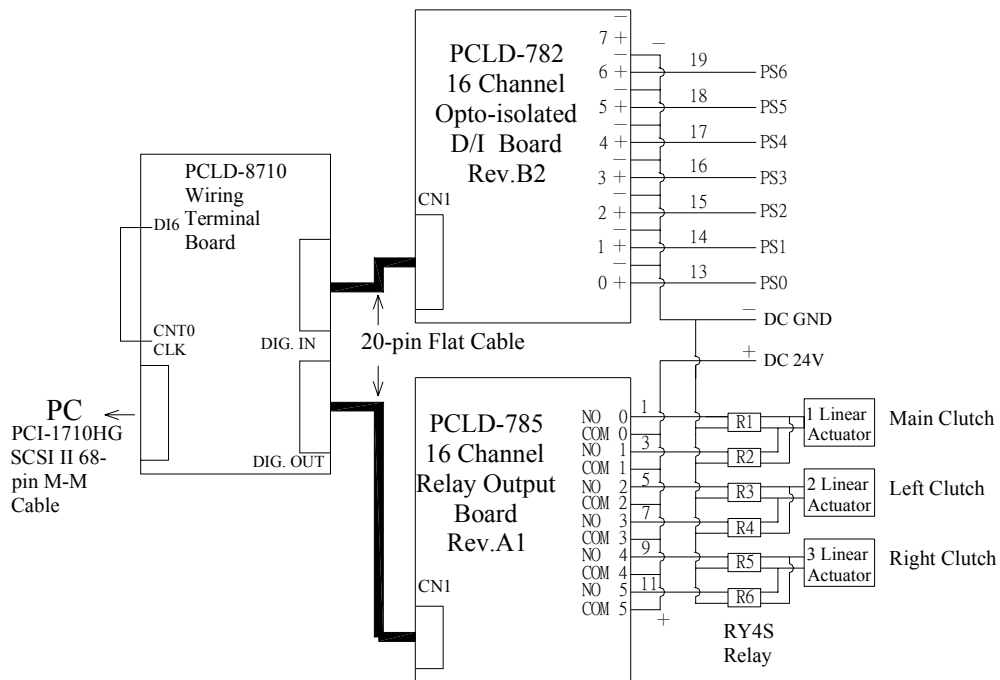 PCLD-782
16 Channel
Opto-isolated
D/I Board
Rev.B2
CN1
−
7 +
−
−
6 +
19
PS6
−
5 +
18
PS5
−
4 +
17
PS4
−
3 +
16
PS3
−
2 +
15
PS2
−
1 +
14
PS1
−
0 +
13
PS0
− DC GND
+ DC 24V
PCLD-8710
Wiring
Terminal
Board
DI6
CNT0
CLK
DIG. IN
DIG. OUT
20-pin Flat Cable
PC
PCI-1710HG
SCSI II 68-
pin M-M
Cable
PCLD-785
16 Channel
Relay Output
Board
Rev.A1
CN1
NO 0
1
COM 0
NO 1
3
COM 1
NO 2
5
COM 2
NO 3
7
COM 3
NO 4
9
COM 4
NO 5
11
COM 5
+
R1
R2
R3
R4
R5
R6
RY4S
Relay
1 Linear
Actuator
Main Clutch
2 Linear
Actuator
Left Clutch
3 Linear
Actuator
Right Clutch